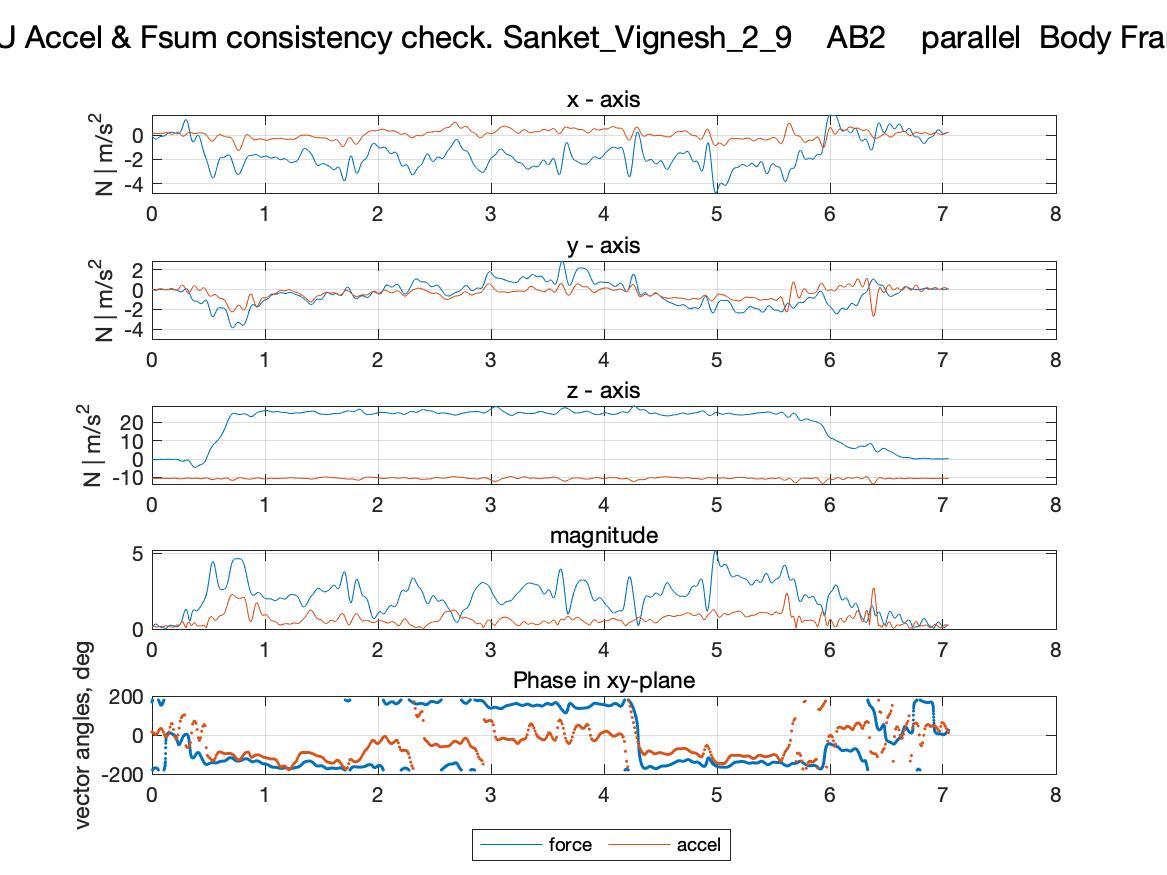 U Accel & Fsum consistency check. Sanket_Vignesh_2_9 AB2 parallel Body Fra
x - axis
N | m/s²
0
-2
-4
0 1 2 3 4 5 6 7 8
y - axis
N | m/s²
2
0
-2
-4
0 1 2 3 4 5 6 7 8
z - axis
N | m/s²
20
10
0
-10
0 1 2 3 4 5 6 7 8
magnitude
5
0
0 1 2 3 4 5 6 7 8
Phase in xy-plane
vector angles, deg
200
0
-200
0 1 2 3 4 5 6 7 8
force accel